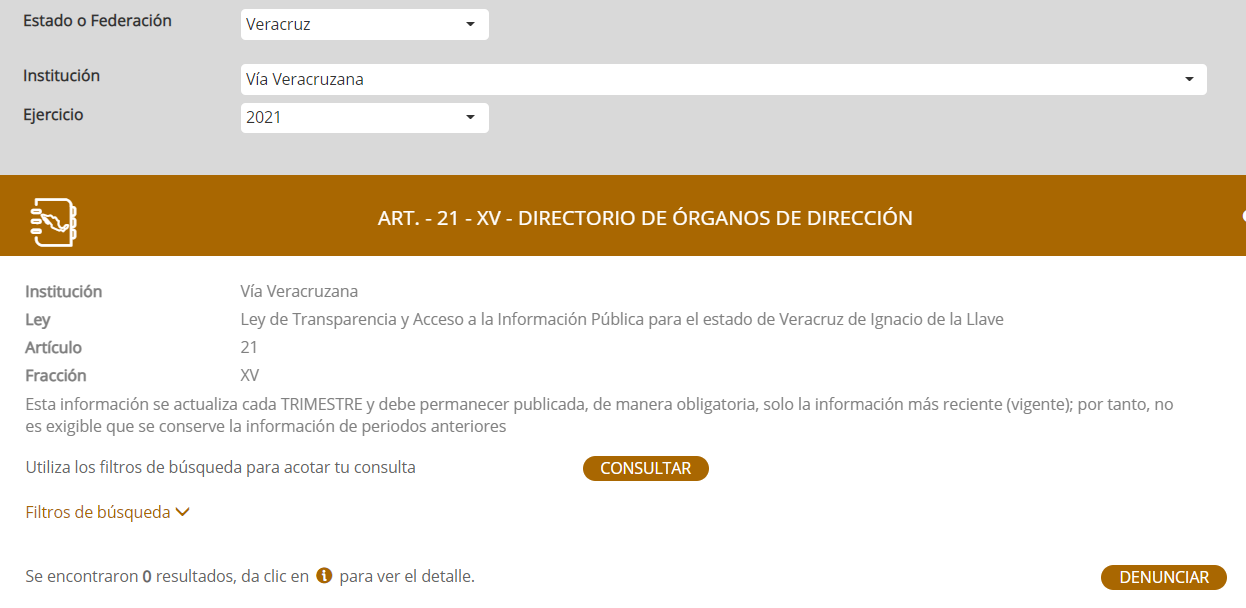 Estado o Federación Veracruz
Institución Vía Veracruzana
Ejercicio 2021
ART. - 21 - XV - DIRECTORIO DE ÓRGANOS DE DIRECCIÓN
Institución Vía Veracruzana
Ley Ley de Transparencia y Acceso a la Información Pública para el estado de Veracruz de Ignacio de la Llave
Artículo 21
Fracción XV
Esta información se actualiza cada TRIMESTRE y debe permanecer publicada, de manera obligatoria, solo la información más reciente (vigente); por tanto, no
es exigible que se conserve la información de periodos anteriores
Utiliza los filtros de búsqueda para acotar tu consulta CONSULTAR
Filtros de búsqueda
Se encontraron 0 resultados, da clic en i para ver el detalle. DENUNCIAR